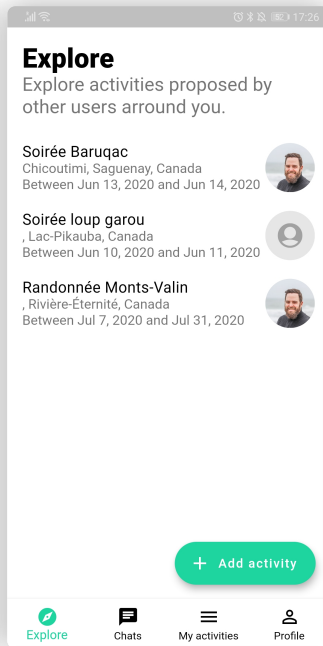 17:26
Explore
Explore activities proposed by
other users arround you.
Soirée Baruqac
Chicoutimi, Saguenay, Canada
Between Jun 13, 2020 and Jun 14, 2020
Soirée loup garou
, Lac-Pikauba, Canada
Between Jun 10, 2020 and Jun 11, 2020
Randonnée Monts-Valin
, Rivière-Éternité, Canada
Between Jul 7, 2020 and Jul 31, 2020
+ Add activity
Explore Chats My activities Profile